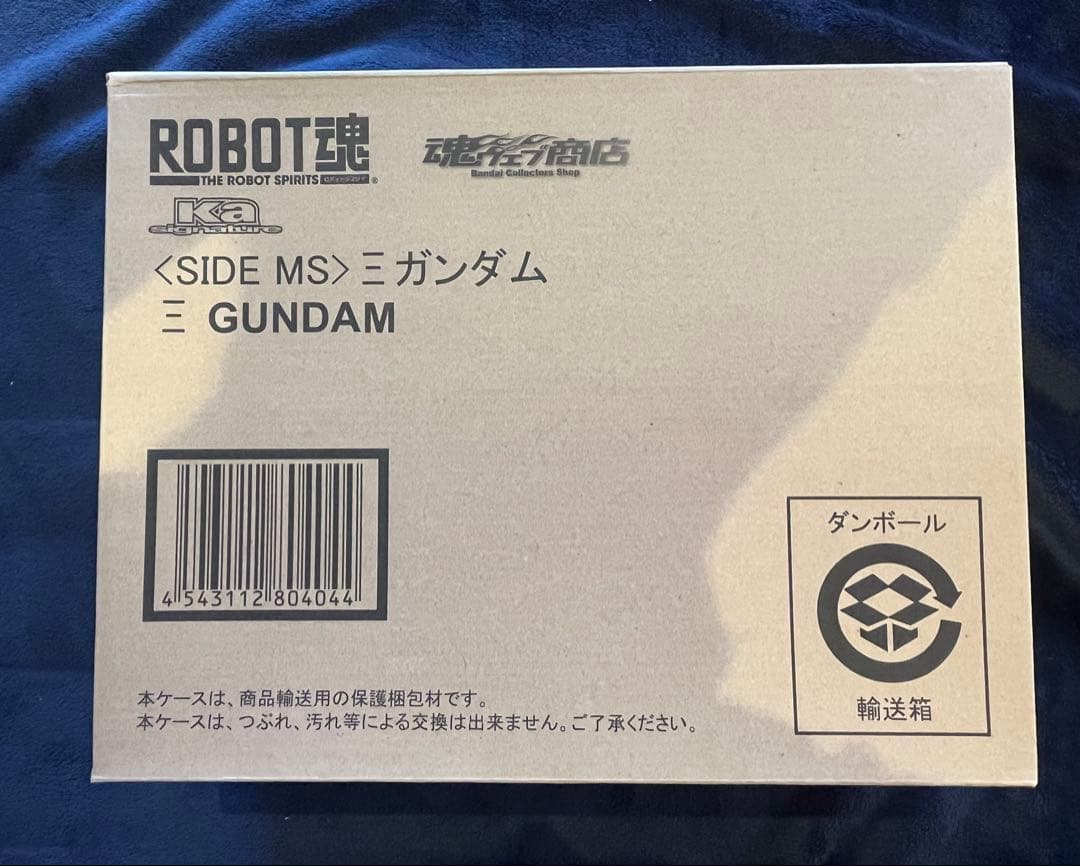 ROBOT魂
THE ROBOT SPIRITS
®
魂ウェブ商店
Bandai Collectors Shop
Ka
signature
〈SIDE MS〉Ξガンダム
Ξ GUNDAM
4 543112 804044
ダンボール
輸送箱
本ケースは、商品輸送用の保護梱包材です。
本ケースは、つぶれ、汚れ等による交換は出来ません。ご了承ください。